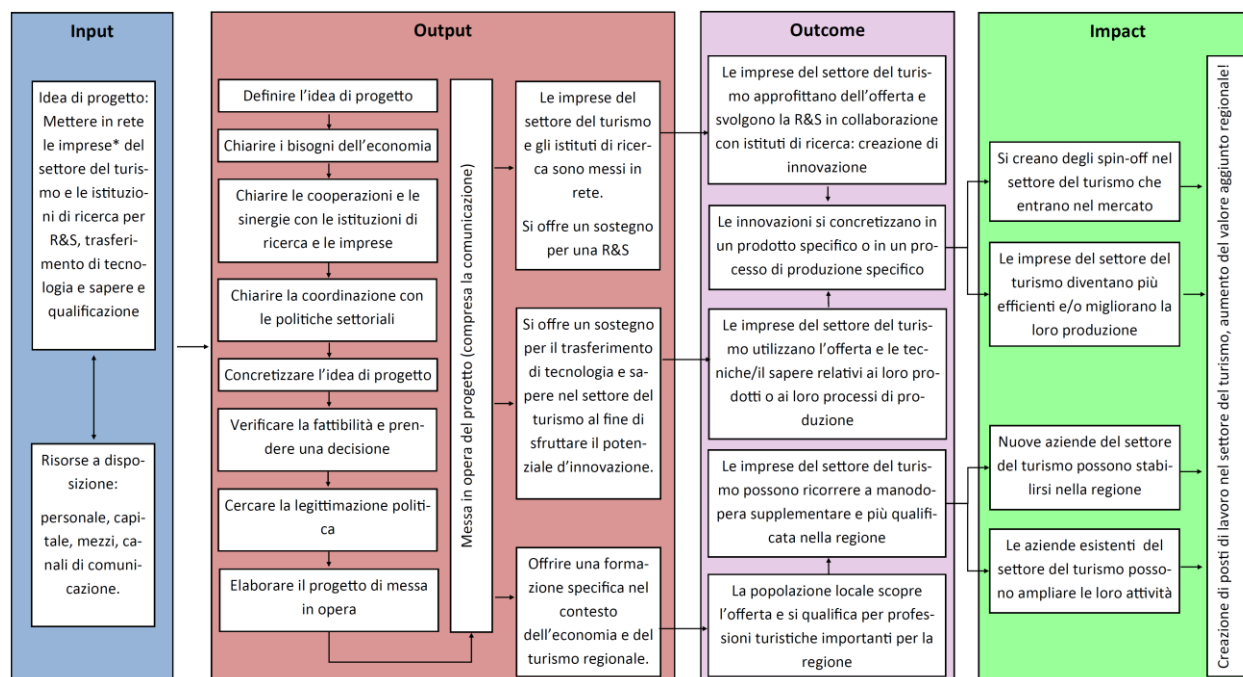 Input
Idea di progetto:
Mettere in rete
le imprese* del
settore del turis-
mo e le istituzio-
ni di ricerca per
R&S, trasferi-
mento di tecno-
logia e sapere e
qualificazione
Risorse a dispo-
sizione:
personale, capi-
tale, mezzi, ca-
nali di comuni-
cazione.
Output
Definire l'idea di progetto
Chiarire i bisogni dell'economia
Chiarire le cooperazioni e le
sinergie con le istituzioni di
ricerca e le imprese
Chiarire la coordinazione con
le politiche settoriali
Concretizzare l'idea di progetto
Verificare la fattibilità e pren-
dere una decisione
Cercare la legittimazione politi-
ca
Elaborare il progetto di messa
in opera
Messa in opera del progetto (compresa la comunicazione)
Le imprese del
settore del turismo
e gli istituti di ricer-
ca sono messi in
rete.
Si offre un sostegno
per una R&S
Si offre un sostegno
per il trasferimento
di tecnologia e sa-
pere nel settore del
turismo al fine di
sfruttare il poten-
ziale d'innovazione.
Offrire una forma-
zione specifica nel
contesto
dell'economia e del
turismo regionale.
Outcome
Le imprese del settore del turis-
mo approfittano dell'offerta e
svolgono la R&S in collaborazione
con istituti di ricerca: creazione di
innovazione
Le innovazioni si concretizzano in
un prodotto specifico o in un pro-
cesso di produzione specifico
Le imprese del settore del turis-
mo utilizzano l'offerta e le tec-
niche/il sapere relativi ai loro pro-
dotti o ai loro processi di produ-
zione
Le imprese del settore del turis-
mo possono ricorrere a manodo-
pera supplementare e più qualifi-
cata nella regione
La popolazione locale scopre
l'offerta e si qualifica per profes-
sioni turistiche importanti per la
regione
Impact
Si creano degli spin-off nel
settore del turismo che
entrano nel mercato
Le imprese del settore del
turismo diventano più
efficienti e/o migliorano la
loro produzione
Nuove aziende del settore
del turismo possono stabi-
lirsi nella regione
Le aziende esistenti del
settore del turismo posso-
no ampliare le loro attività
Creazione di posti di lavoro nel settore del turismo, aumento del valore aggiunto regionale!